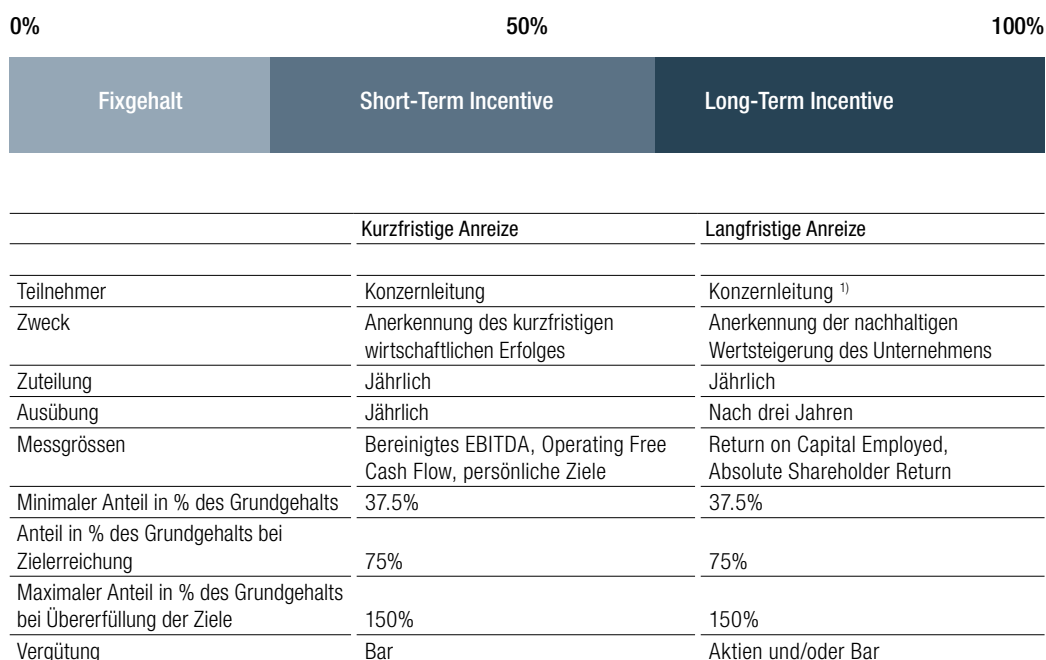 0% 50% 100%
Fixgehalt Short-Term Incentive Long-Term Incentive
Kurzfristige Anreize Langfristige Anreize
Teilnehmer Konzernleitung Konzernleitung 1)
Zweck Anerkennung des kurzfristigen Anerkennung der nachhaltigen
wirtschaftlichen Erfolges Wertsteigerung des Unternehmens
Zuteilung Jährlich Jährlich
Ausübung Jährlich Nach drei Jahren
Messgrössen Bereinigtes EBITDA, Operating Free Return on Capital Employed,
Cash Flow, persönliche Ziele Absolute Shareholder Return
Minimaler Anteil in % des Grundgehalts 37.5% 37.5%
Anteil in % des Grundgehalts bei
Zielerreichung 75% 75%
Maximaler Anteil in % des Grundgehalts
bei Übererfüllung der Ziele 150% 150%
Vergütung Bar Aktien und/oder Bar